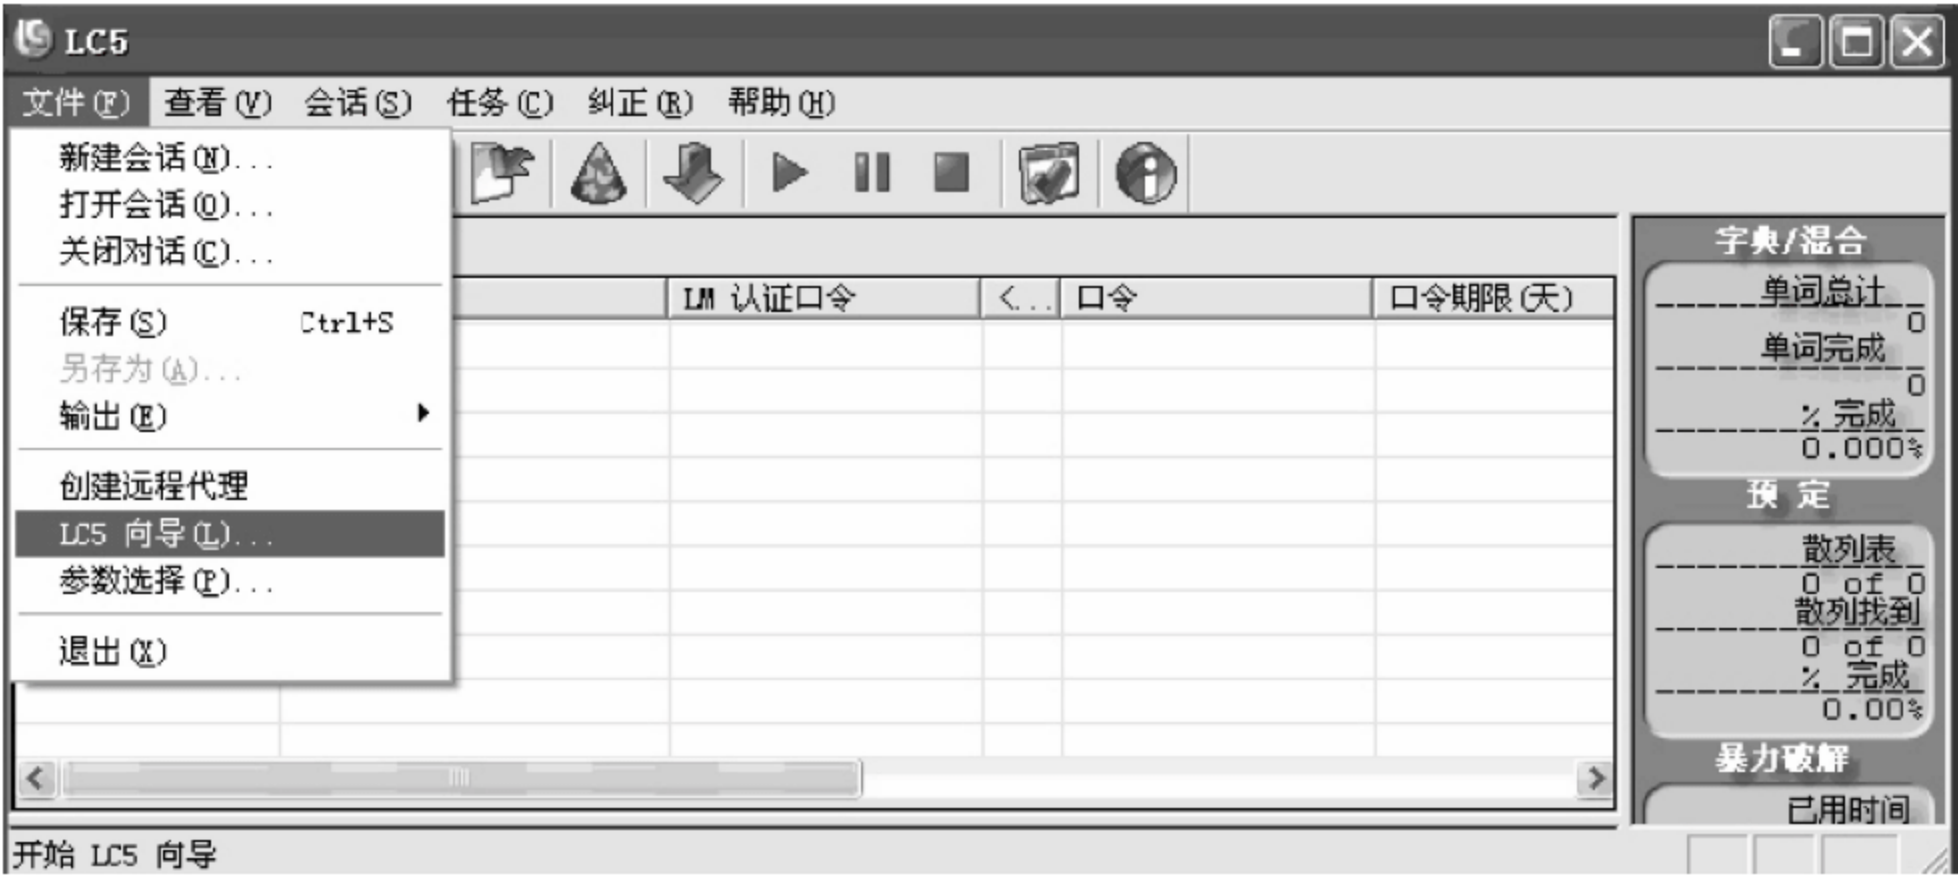 LC5
文件(F) 查看(V) 会话(S) 任务(C) 纠正(R) 帮助(H)
新建会话(N)...
打开会话(O)...
关闭对话(C)...
保存(S) Ctrl+S
另存为(A)...
输出(E)
创建远程代理
LC5 向导(L)...
参数选择(P)...
退出(X)
LM 认证口令 <... 口令 口令期限(天)
字典/混合
单词总计
0
单词完成
0
% 完成
0.000%
预定
散列表
0 of 0
散列找到
0 of 0
% 完成
0.00%
暴力破解
已用时间
开始 LC5 向导